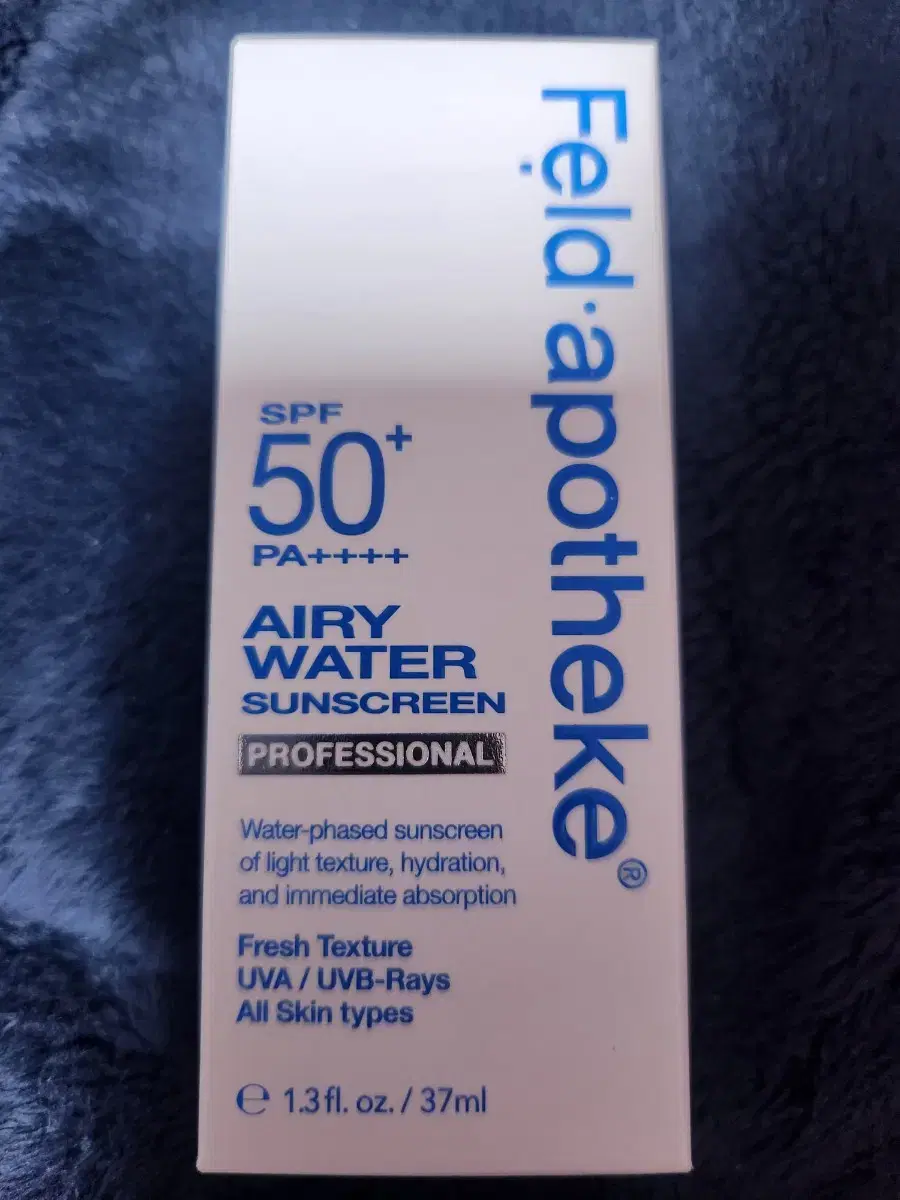 Fẹld·apotheke®
SPF
50+
PA++++
AIRY
WATER
SUNSCREEN
PROFESSIONAL
Water-phased sunscreen
of light texture, hydration,
and immediate absorption
Fresh Texture
UVA / UVB-Rays
All Skin types
℮ 1.3 fl. oz. / 37ml